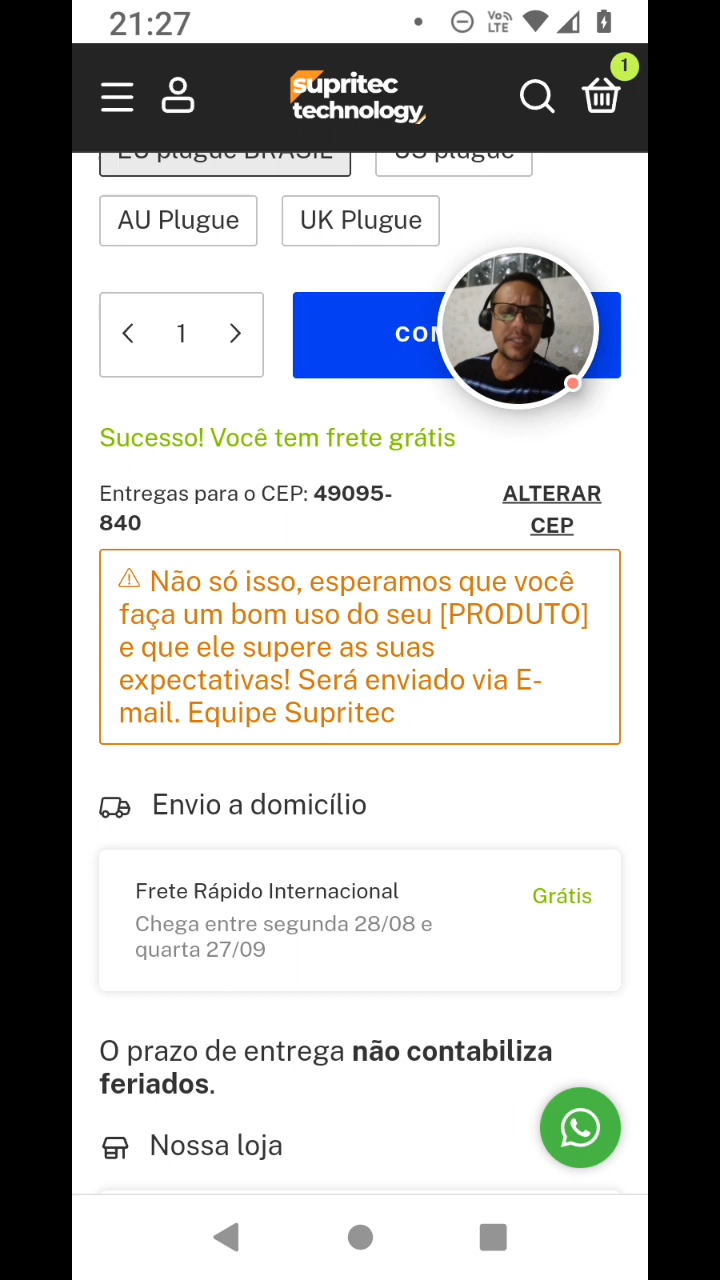 21:27
Vo LTE
supritec
technology
1
EU plugue BRASIL
US plugue
AU Plugue
UK Plugue
1
Sucesso! Você tem frete grátis
Entregas para o CEP: 49095-
840
ALTERAR
CEP
Não só isso, esperamos que você
faça um bom uso do seu [PRODUTO]
e que ele supere as suas
expectativas! Será enviado via E-
mail. Equipe Supritec
Envio a domicílio
Frete Rápido Internacional
Grátis
Chega entre segunda 28/08 e
quarta 27/09
O prazo de entrega não contabiliza
feriados.
Nossa loja